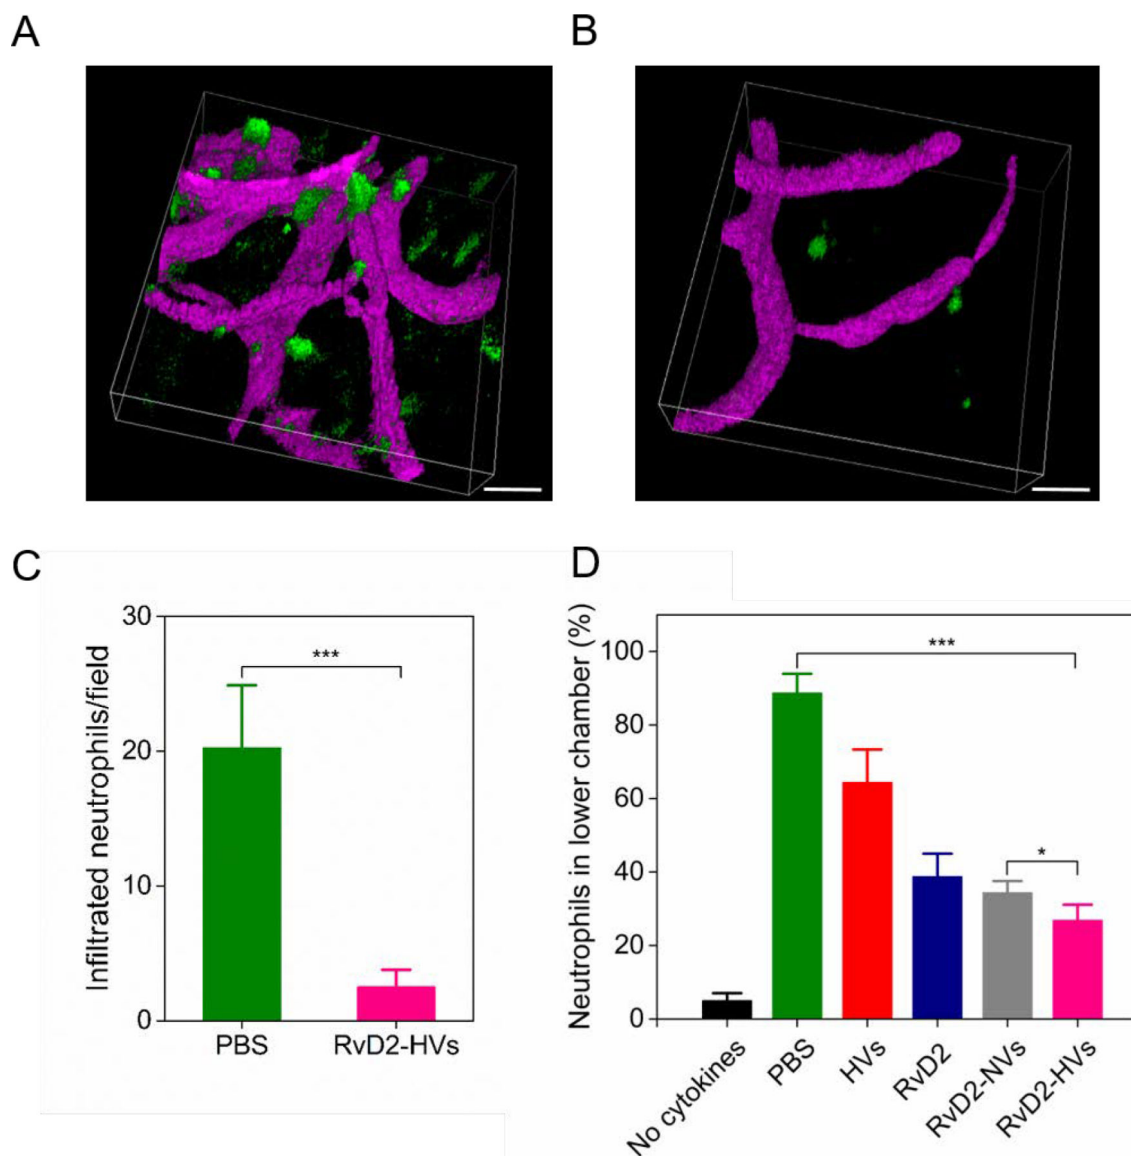 A
B
C
Infiltrated neutrophils/field
30
20
10
0
***
PBS
RvD2-HVs
D
Neutrophils in lower chamber (%)
100
80
60
40
20
0
***
*
No cytokines
PBS
HVs
RvD2
RvD2-NVs
RvD2-HVs